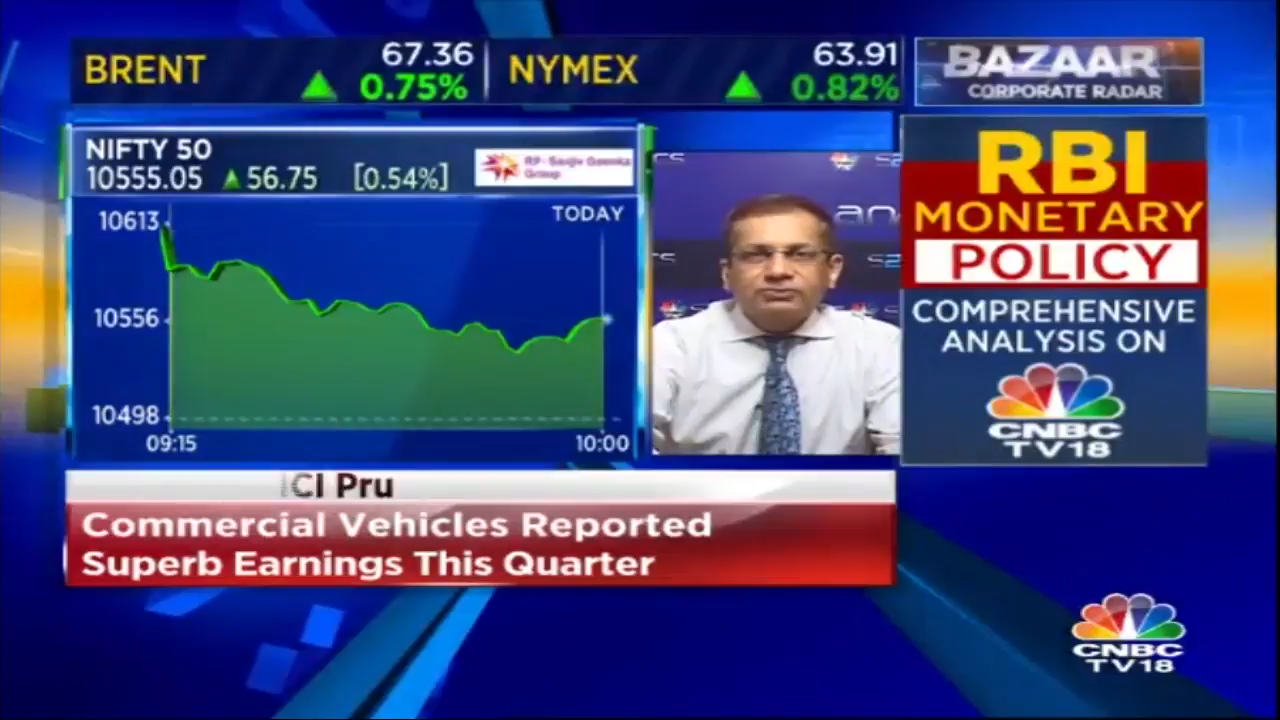 BRENT
67.36
0.75%
NYMEX
63.91
0.82%
BAZAAR
CORPORATE RADAR
NIFTY 50
10555.05 56.75 [0.54%]
RP- Sanjiv Goenka
Group
TODAY
10613
10556
10498
09:15
10:00
RBI
MONETARY
POLICY
COMPREHENSIVE
ANALYSIS ON
CNBC
TV18
CI Pru
Commercial Vehicles Reported
Superb Earnings This Quarter
CNBC
TV18